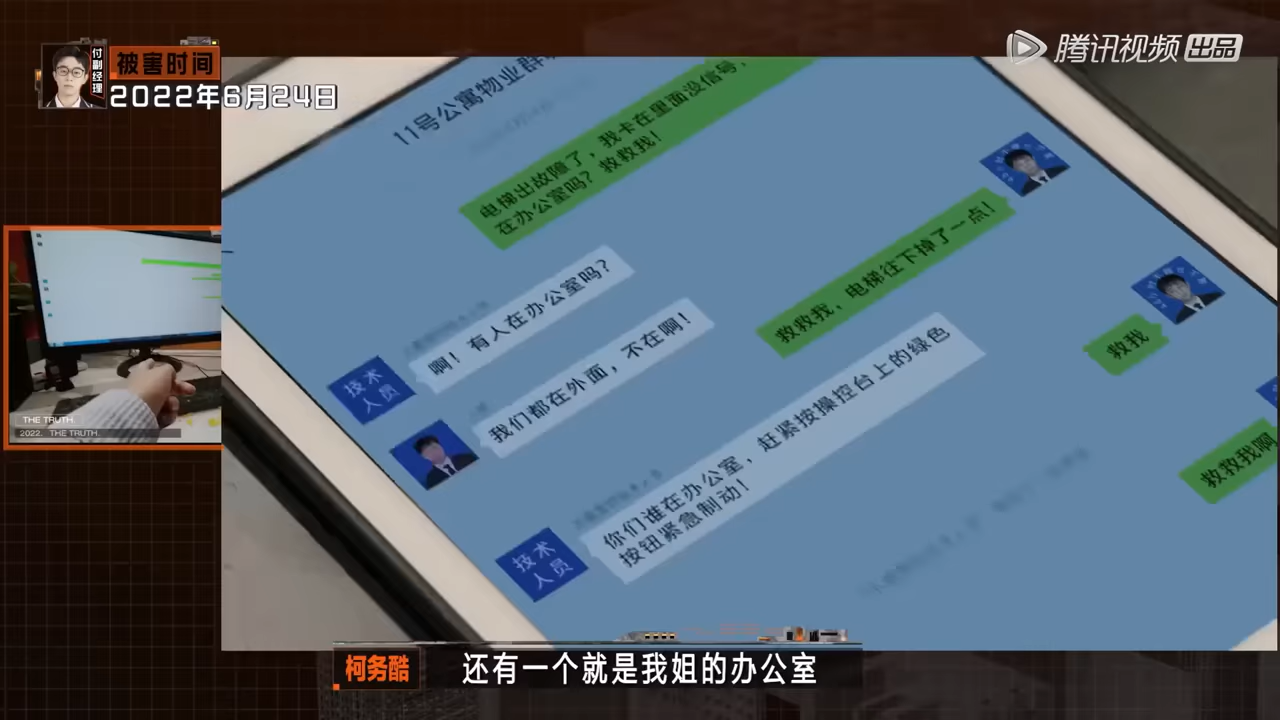 付副经理
被害时间
2022年6月24日
腾讯视频 出品
11号公寓物业群
电梯出故障了，我卡在里面没信号，
在办公室吗？救救我！
啊！有人在办公室吗？
技术
人员
救救我，电梯往下掉了一点！
我们都在外面，不在啊！
救我
你们谁在办公室，赶紧按操控台上的绿色
按钮紧急制动！
技术
人员
救救我啊
THE TRUTH.
2022. THE TRUTH.
柯务酷
还有一个就是我姐的办公室